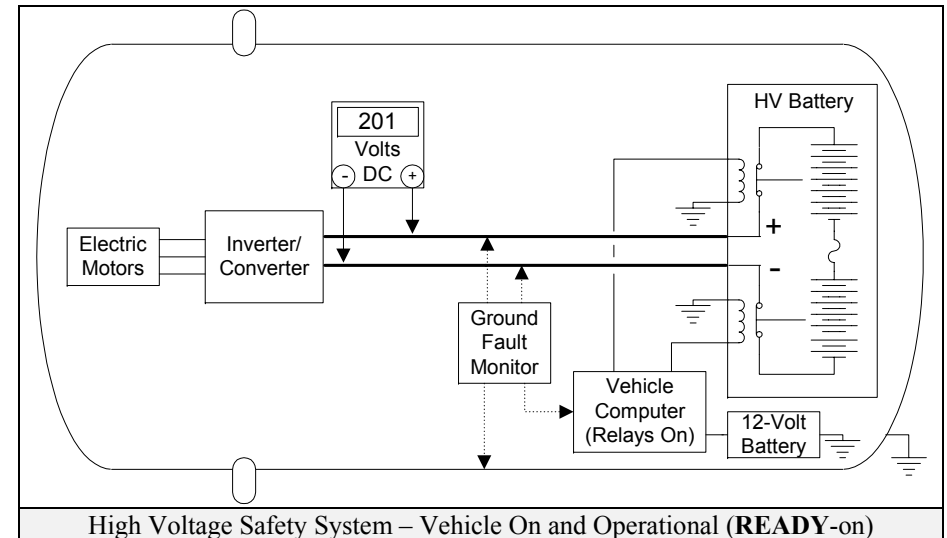 HV Battery
201
Volts
- DC +
Electric
Motors
Inverter/
Converter
+
-
Ground
Fault
Monitor
Vehicle
Computer
(Relays On)
12-Volt
Battery
High Voltage Safety System – Vehicle On and Operational (READY-on)